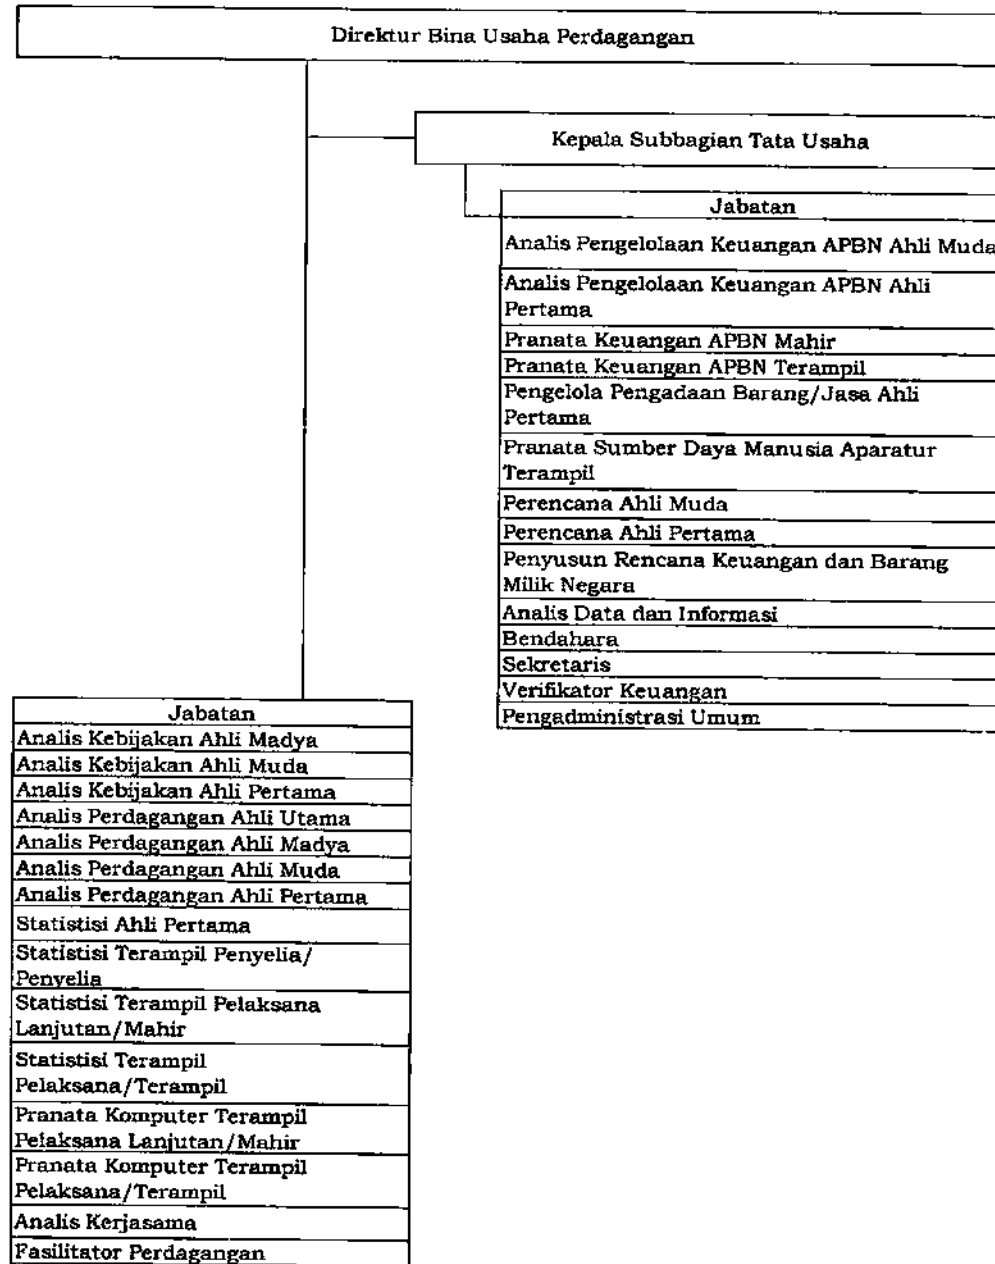 Direktur Bina Usaha Perdagangan
Kepala Subbagian Tata Usaha
Jabatan
Analis Pengelolaan Keuangan APBN Ahli Muda
Analis Pengelolaan Keuangan APBN Ahli
Pertama
Pranata Keuangan APBN Mahir
Pranata Keuangan APBN Terampil
Pengelola Pengadaan Barang/Jasa Ahli
Pertama
Pranata Sumber Daya Manusia Aparatur
Terampil
Perencana Ahli Muda
Perencana Ahli Pertama
Penyusun Rencana Keuangan dan Barang
Milik Negara
Analis Data dan Informasi
Bendahara
Sekretaris
Verifikator Keuangan
Pengadministrasi Umum
Jabatan
Analis Kebijakan Ahli Madya
Analis Kebijakan Ahli Muda
Analis Kebijakan Ahli Pertama
Analis Perdagangan Ahli Utama
Analis Perdagangan Ahli Madya
Analis Perdagangan Ahli Muda
Analis Perdagangan Ahli Pertama
Statistisi Ahli Pertama
Statistisi Terampil Penyelia/
Penyelia
Statistisi Terampil Pelaksana
Lanjutan/Mahir
Statistisi Terampil
Pelaksana/Terampil
Pranata Komputer Terampil
Pelaksana Lanjutan/Mahir
Pranata Komputer Terampil
Pelaksana/Terampil
Analis Kerjasama
Fasilitator Perdagangan